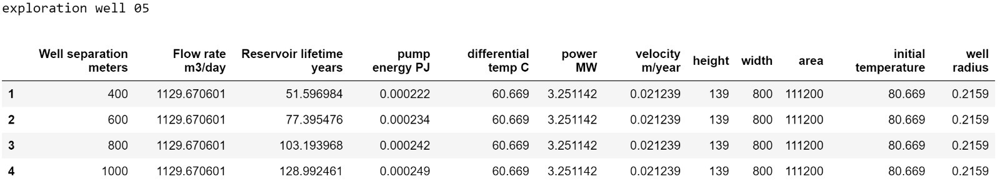 exploration well 05
Well separation meters Flow rate m3/day Reservoir lifetime years pump energy PJ differential temp C power MW velocity m/year height width area initial temperature well radius
1 400 1129.670601 51.596984 0.000222 60.669 3.251142 0.021239 139 800 111200 80.669 0.2159
2 600 1129.670601 77.395476 0.000234 60.669 3.251142 0.021239 139 800 111200 80.669 0.2159
3 800 1129.670601 103.193968 0.000242 60.669 3.251142 0.021239 139 800 111200 80.669 0.2159
4 1000 1129.670601 128.992461 0.000249 60.669 3.251142 0.021239 139 800 111200 80.669 0.2159